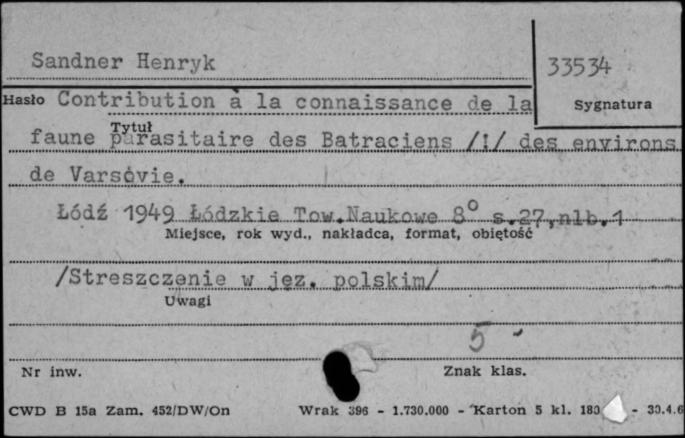 Sandner Henryk
33534
Hasło Contribution à la connaissance de la
Sygnatura
Tytuł
faune parasitaire des Batraciens /!/ des environs
de Varsovie.
Łódź 1949 Łódzkie Tow.Naukowe 8° s.27,nlb.1
Miejsce, rok wyd., nakładca, format, objętość
/Streszczenie w jęz. polskim/
Uwagi
5 -
Nr inw.
Znak klas.
CWD B 15a Zam. 452/DW/On Wrak 396 - 1.730.000 - Karton 5 kl. 180 - 30.4.6